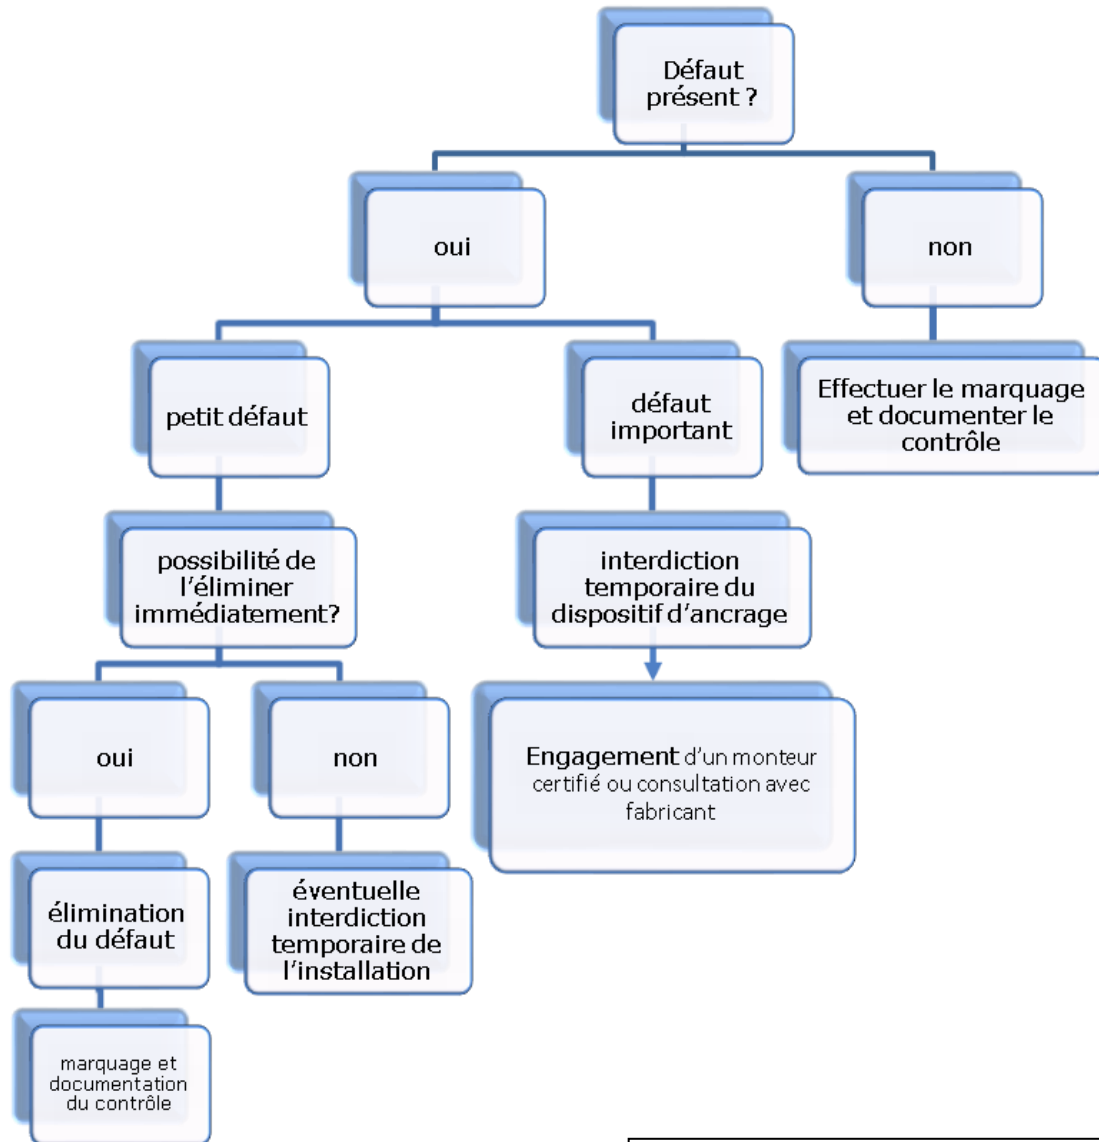 Défaut
présent ?
oui
non
petit défaut
défaut
important
Effectuer le marquage
et documenter le
contrôle
possibilité de
l'éliminer
immédiatement?
interdiction
temporaire du
dispositif d'ancrage
oui
non
Engagement d'un monteur
certifié ou consultation avec
fabricant
élimination
du défaut
éventuelle
interdiction
temporaire de
l'installation
marquage et
documentation
du contrôle